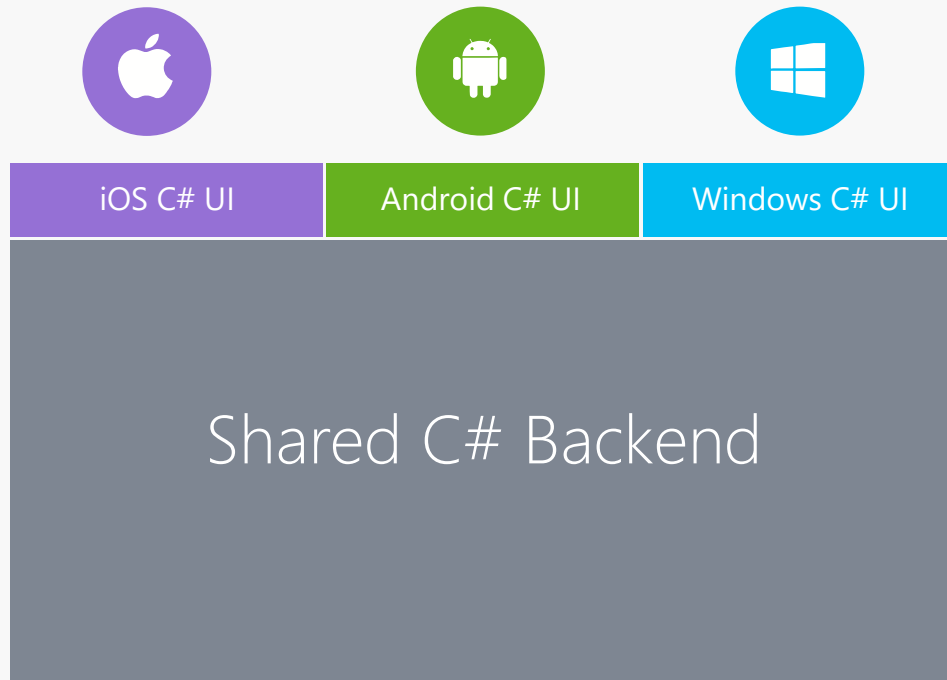 iOS C# UI
Android C# UI
Windows C# UI
Shared C# Backend